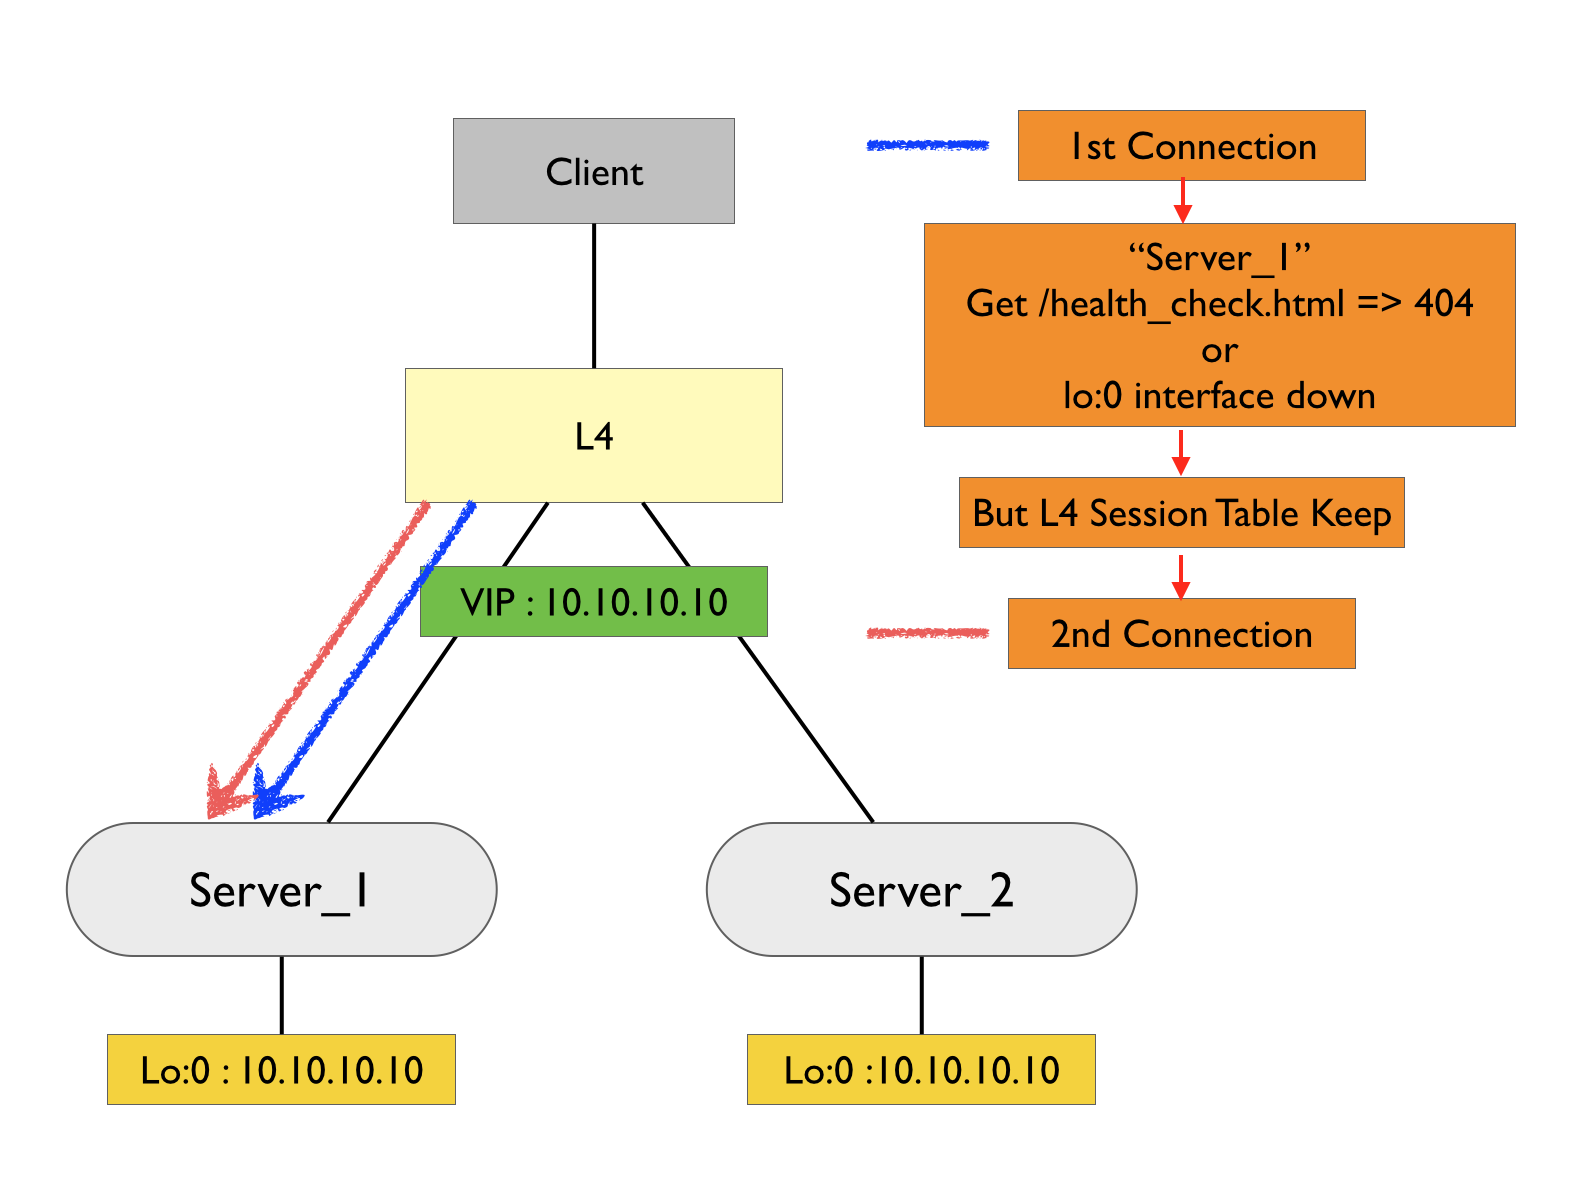 Client
L4
VIP : 10.10.10.10
Server_1
Server_2
Lo:0 : 10.10.10.10
Lo:0 :10.10.10.10
1st Connection
“Server_1”
Get /health_check.html => 404
or
lo:0 interface down
But L4 Session Table Keep
2nd Connection